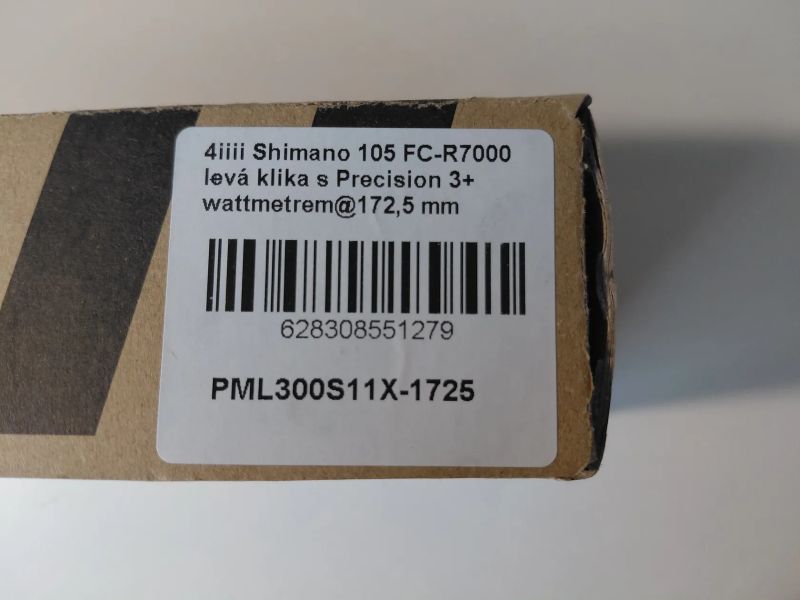 4iiii Shimano 105 FC-R7000
levá klika s Precision 3+
wattmetrem@172,5 mm
628308551279
PML300S11X-1725